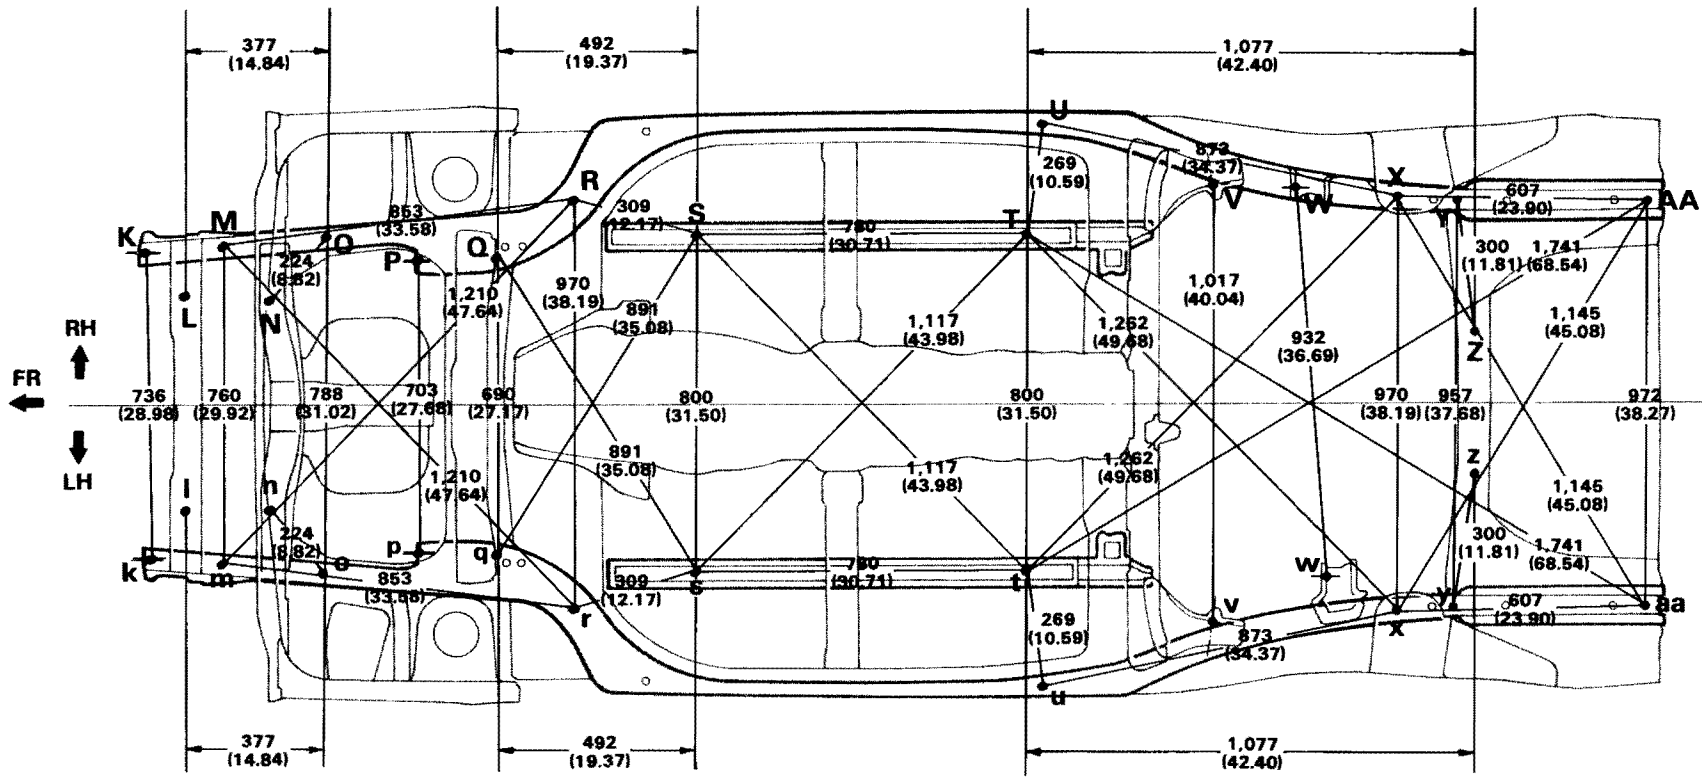 377
(14.84)
492
(19.37)
1,077
(42.40)
U
873
(34.37)
269
(10.59)
R
X
V
W
607
(23.90)
AA
Y
853
(33.58)
309
(12.17)
M
K
O
S
T
780
(30.71)
P
Q
224
(8.82)
300
(11.81)
1,741
(68.54)
970
(38.19)
1,017
(40.04)
1,210
(47.64)
L
N
891
(35.08)
1,117
(43.98)
1,262
(49.68)
932
(36.69)
1,145
(45.08)
RH
Z
FR
736
(28.98)
760
(29.92)
788
(31.02)
703
(27.68)
690
(27.17)
800
(31.50)
800
(31.50)
970
(38.19)
957
(37.68)
972
(38.27)
LH
891
(35.08)
1,117
(43.98)
1,262
(49.68)
z
l
n
1,210
(47.64)
1,145
(45.08)
224
(8.82)
300
(11.81)
1,741
(68.54)
k
m
o
p
q
853
(33.58)
309
(12.17)
r
s
780
(30.71)
t
w
v
x
y
607
(23.90)
aa
269
(10.59)
873
(34.37)
u
377
(14.84)
492
(19.37)
1,077
(42.40)